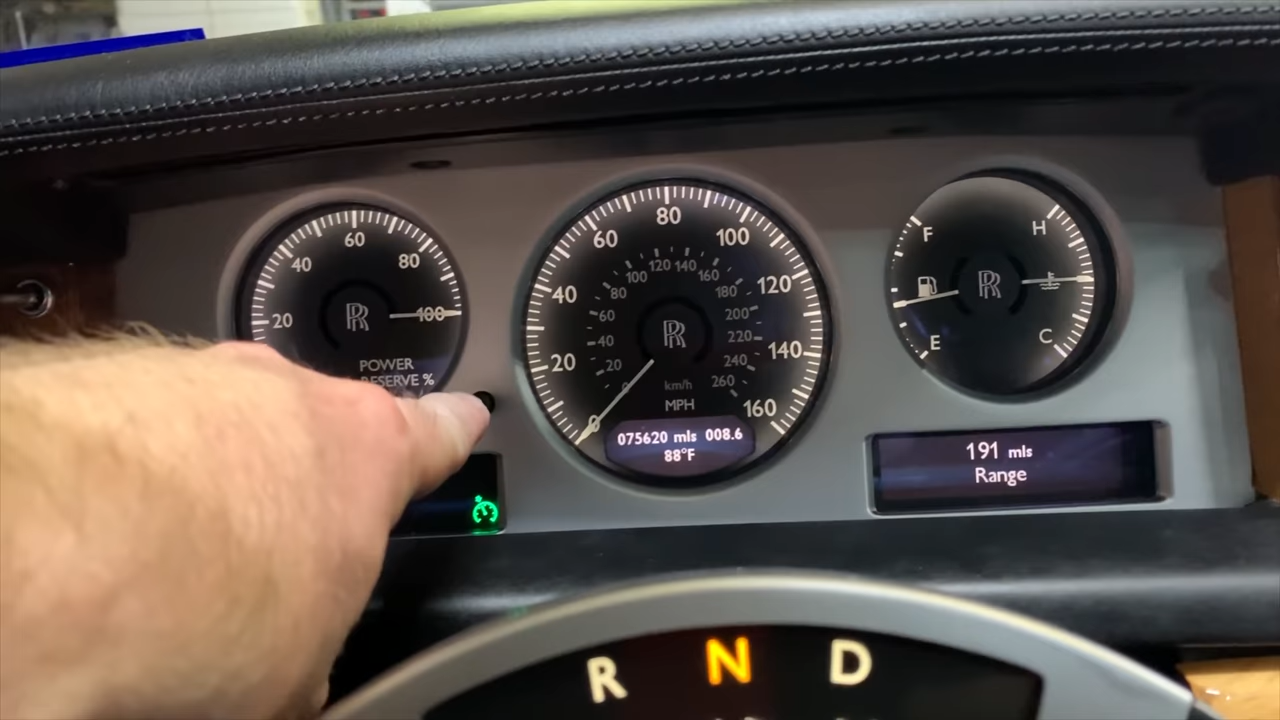 20
40
60
80
100
POWER
RESERVE %
0
20
40
60
80
100
120
140
160
0
20
40
60
80
100
120
140
160
180
200
220
240
260
km/h
MPH
075620 mls 008.6
88°F
F
E
H
C
191 mls
Range
R N D